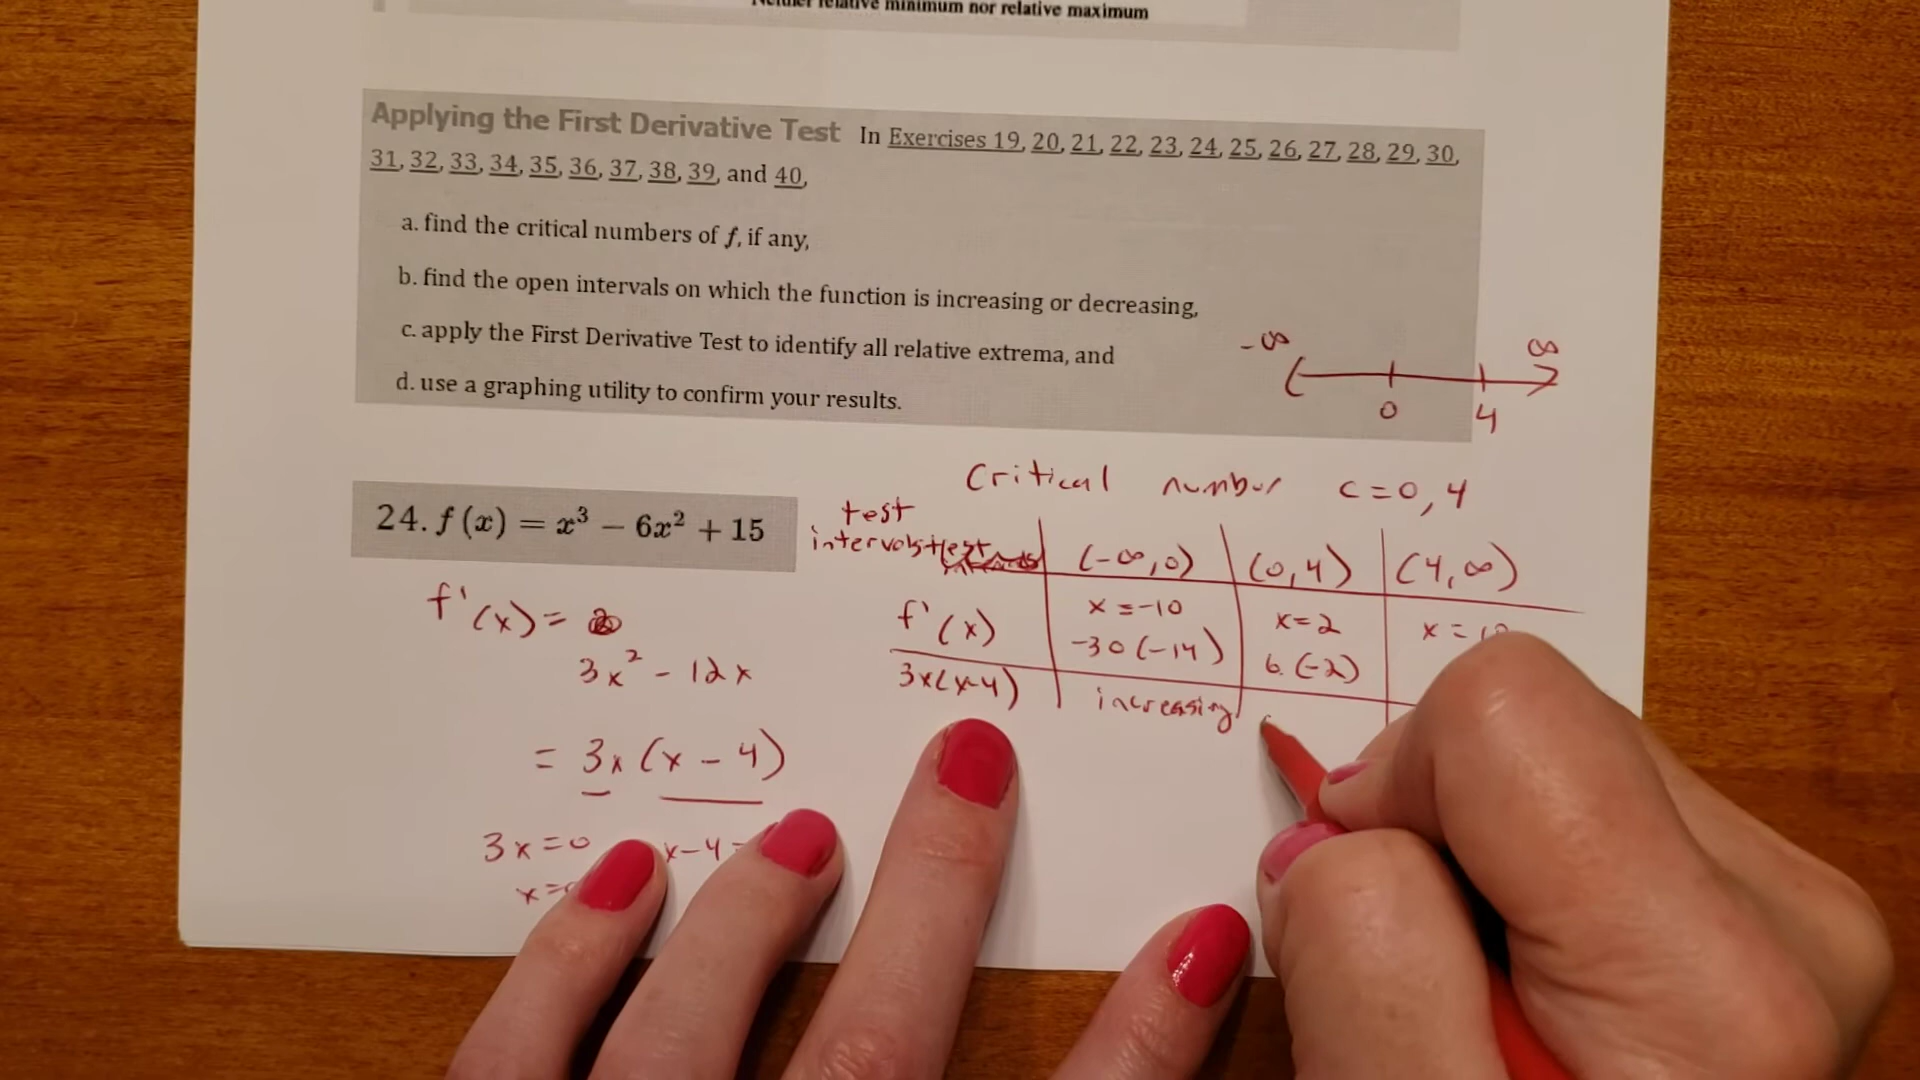 Neither relative minimum nor relative maximum
Applying the First Derivative Test In Exercises 19, 20, 21, 22, 23, 24, 25, 26, 27, 28, 29, 30,
31, 32, 33, 34, 35, 36, 37, 38, 39, and 40,
a. find the critical numbers of f, if any,
b. find the open intervals on which the function is increasing or decreasing,
c. apply the First Derivative Test to identify all relative extrema, and
d. use a graphing utility to confirm your results.
-∞ ∞
0 4
Critical number c=0,4
24. f (x) = x³ − 6x² + 15
test
intervals test (-∞,0) (0,4) (4,∞)
f'(x)=
3x² - 12x
= 3x(x-4)
3x=0 x-4
x=
f'(x) x=-10 x=2 x=
-30(-14) 6.(-2)
3x(x-4) increasing